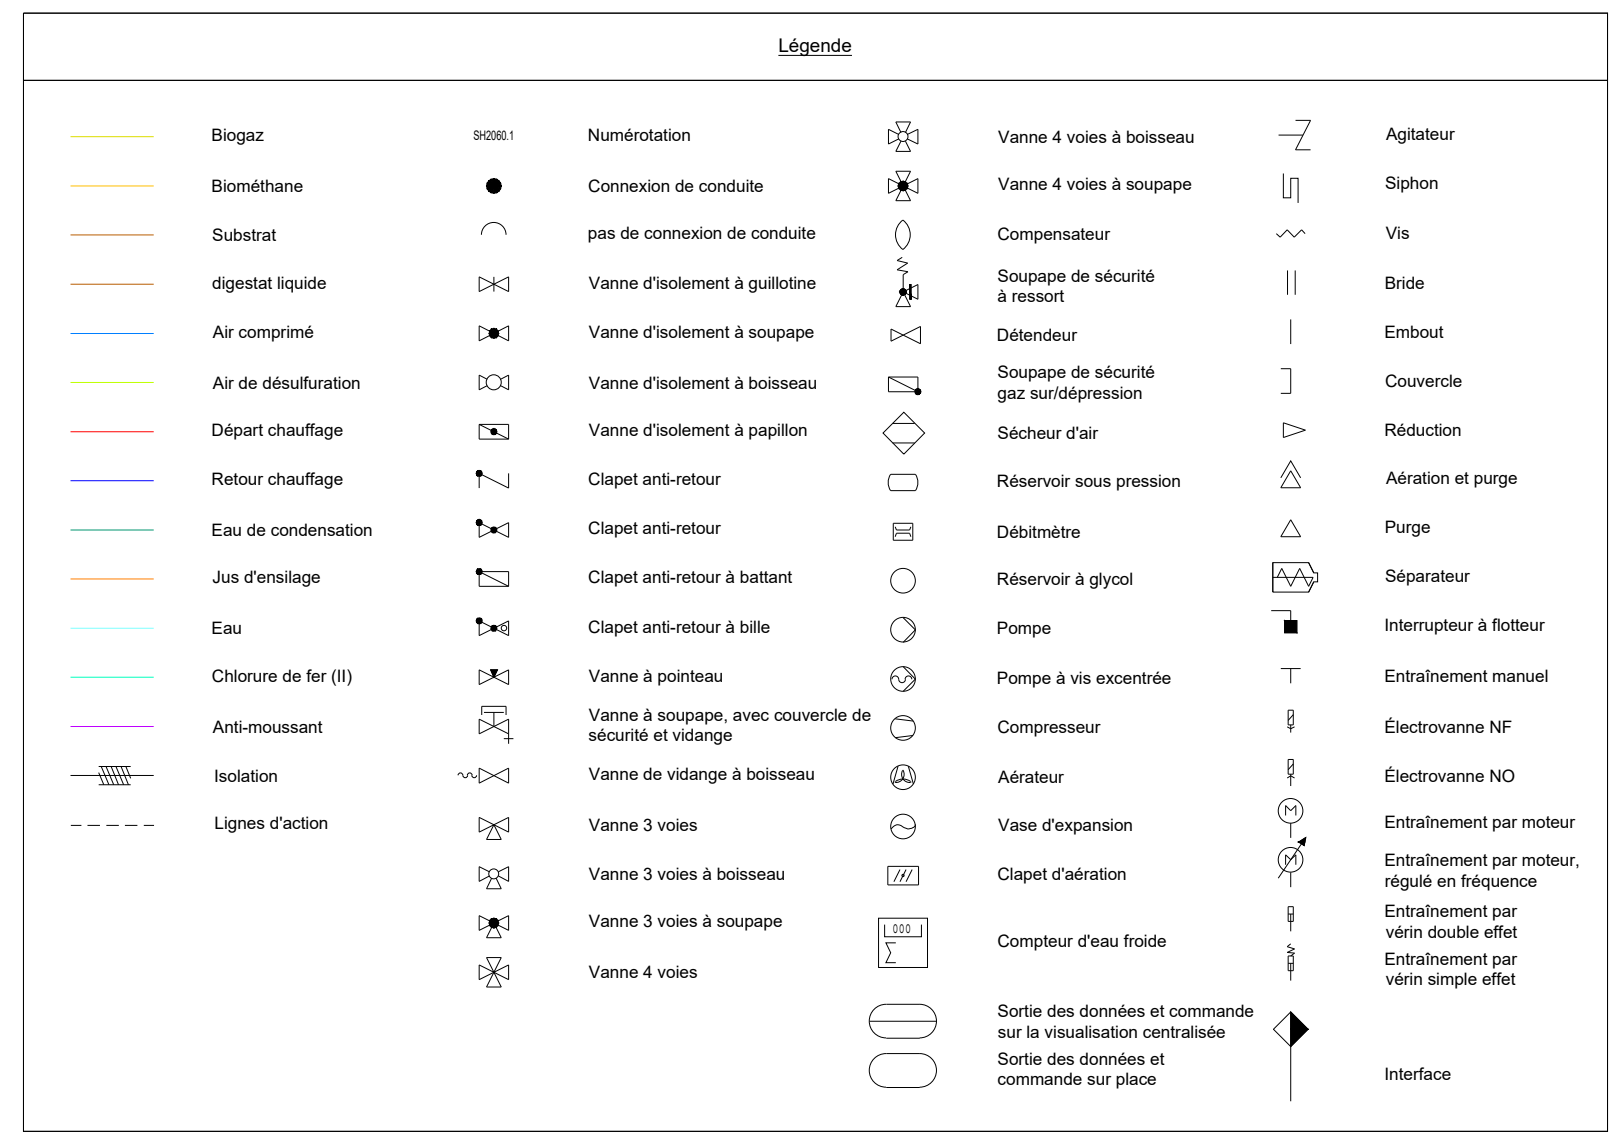 Légende
Biogaz
Biométhane
Substrat
digestat liquide
Air comprimé
Air de désulfuration
Départ chauffage
Retour chauffage
Eau de condensation
Jus d'ensilage
Eau
Chlorure de fer (II)
Anti-moussant
Isolation
Lignes d'action
SH2060.1
Numérotation
Connexion de conduite
pas de connexion de conduite
Vanne d'isolement à guillotine
Vanne d'isolement à soupape
Vanne d'isolement à boisseau
Vanne d'isolement à papillon
Clapet anti-retour
Clapet anti-retour
Clapet anti-retour à battant
Clapet anti-retour à bille
Vanne à pointeau
Vanne à soupape, avec couvercle de
sécurité et vidange
Vanne de vidange à boisseau
Vanne 3 voies
Vanne 3 voies à boisseau
Vanne 3 voies à soupape
Vanne 4 voies
Vanne 4 voies à boisseau
Vanne 4 voies à soupape
Compensateur
Soupape de sécurité
à ressort
Détendeur
Soupape de sécurité
gaz sur/dépression
Sécheur d'air
Réservoir sous pression
Débitmètre
Réservoir à glycol
Pompe
Pompe à vis excentrée
Compresseur
Aérateur
Vase d'expansion
Clapet d'aération
000
Σ
Compteur d'eau froide
Sortie des données et commande
sur la visualisation centralisée
Sortie des données et
commande sur place
Agitateur
Siphon
Vis
Bride
Embout
Couvercle
Réduction
Aération et purge
Purge
Séparateur
Interrupteur à flotteur
Entraînement manuel
Électrovanne NF
Électrovanne NO
M
Entraînement par moteur
M
Entraînement par moteur,
régulé en fréquence
Entraînement par
vérin double effet
Entraînement par
vérin simple effet
Interface